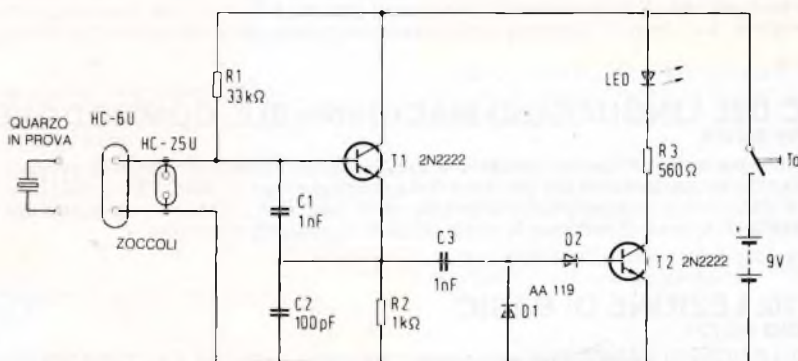 QUARZO
IN PROVA
HC-6U
HC-25U
ZOCCOLI
R1
33kΩ
C1
1nF
C2
100pF
T1 2N2222
R2
1kΩ
C3
1nF
D2
AA 119
D1
LED
R3
560Ω
T2 2N2222
9V